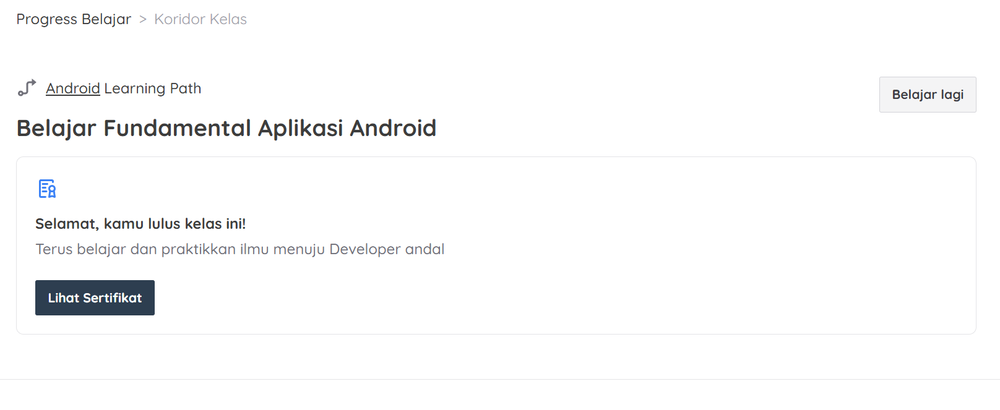 Progress Belajar > Koridor Kelas
Android Learning Path
Belajar lagi
Belajar Fundamental Aplikasi Android
Selamat, kamu lulus kelas ini!
Terus belajar dan praktikkan ilmu menuju Developer andal
Lihat Sertifikat